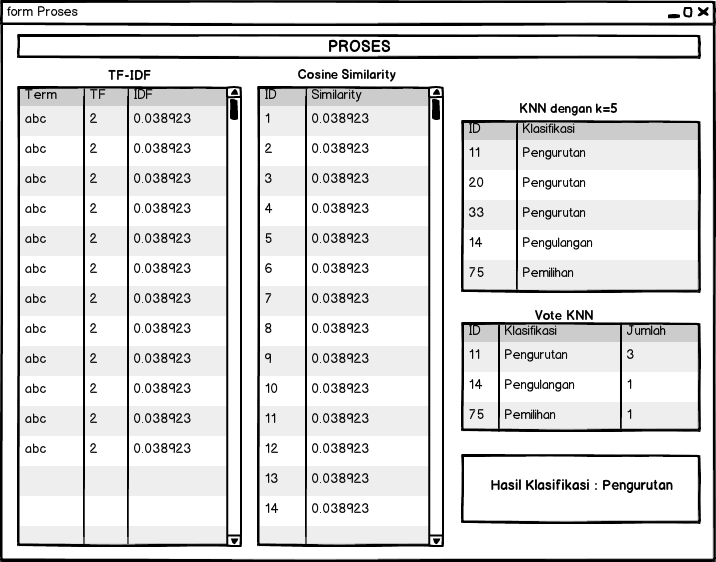 form Proses
PROSES
TF-IDF
Term TF IDF
abc 2 0.038923
abc 2 0.038923
abc 2 0.038923
abc 2 0.038923
abc 2 0.038923
abc 2 0.038923
abc 2 0.038923
abc 2 0.038923
abc 2 0.038923
abc 2 0.038923
abc 2 0.038923
abc 2 0.038923
Cosine Similarity
ID Similarity
1 0.038923
2 0.038923
3 0.038923
4 0.038923
5 0.038923
6 0.038923
7 0.038923
8 0.038923
9 0.038923
10 0.038923
11 0.038923
12 0.038923
13 0.038923
14 0.038923
KNN dengan k=5
ID Klasifikasi
11 Pengurutan
20 Pengurutan
33 Pengurutan
14 Pengulangan
75 Pemilihan
Vote KNN
ID Klasifikasi Jumlah
11 Pengurutan 3
14 Pengulangan 1
75 Pemilihan 1
Hasil Klasifikasi : Pengurutan